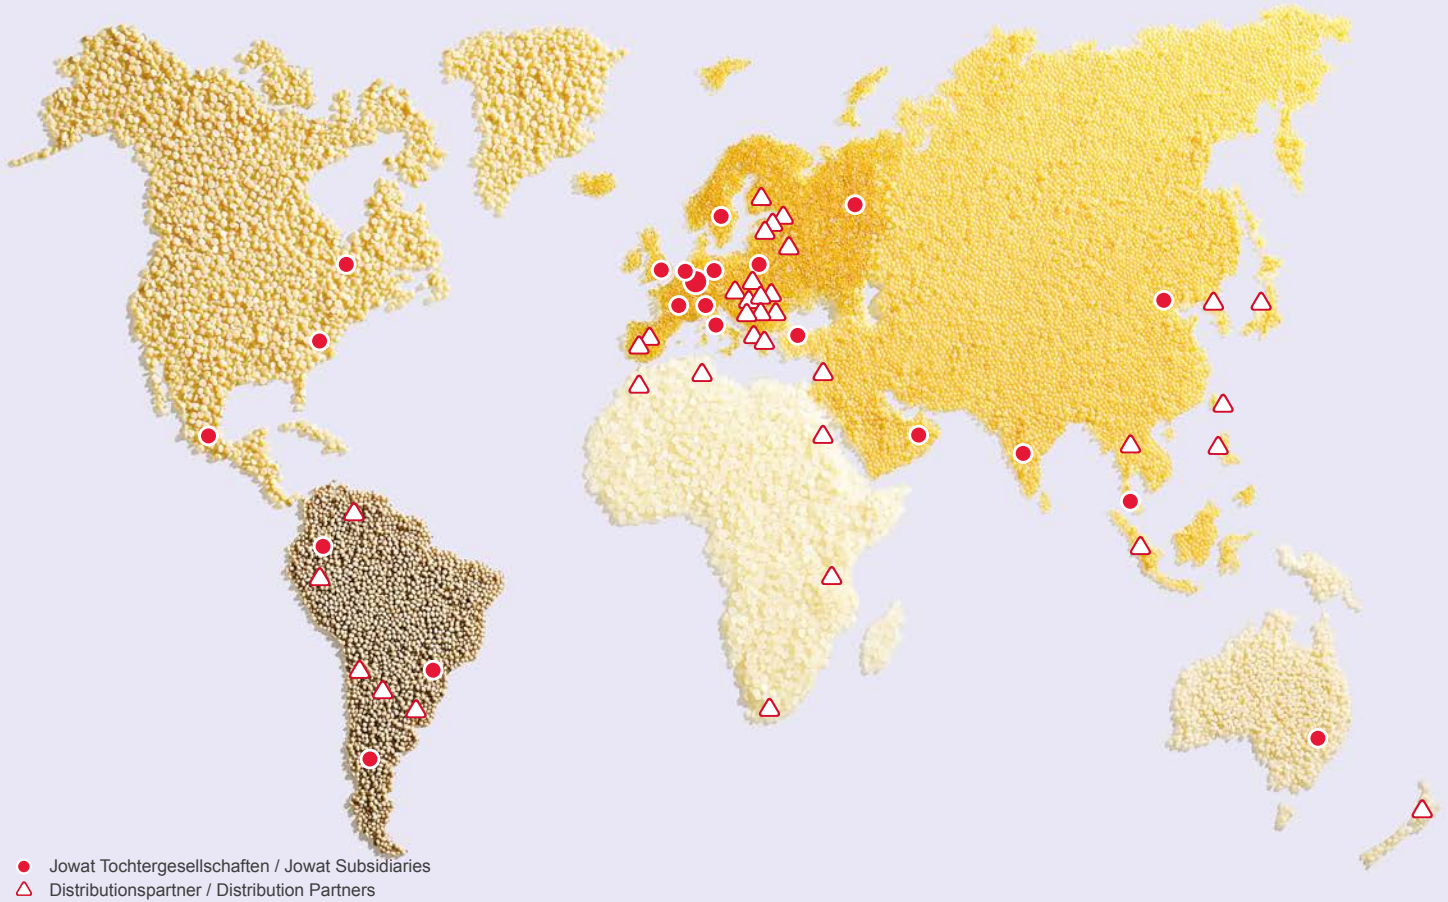 Jowat Tochtergesellschaften / Jowat Subsidiaries
Distributionspartner / Distribution Partners